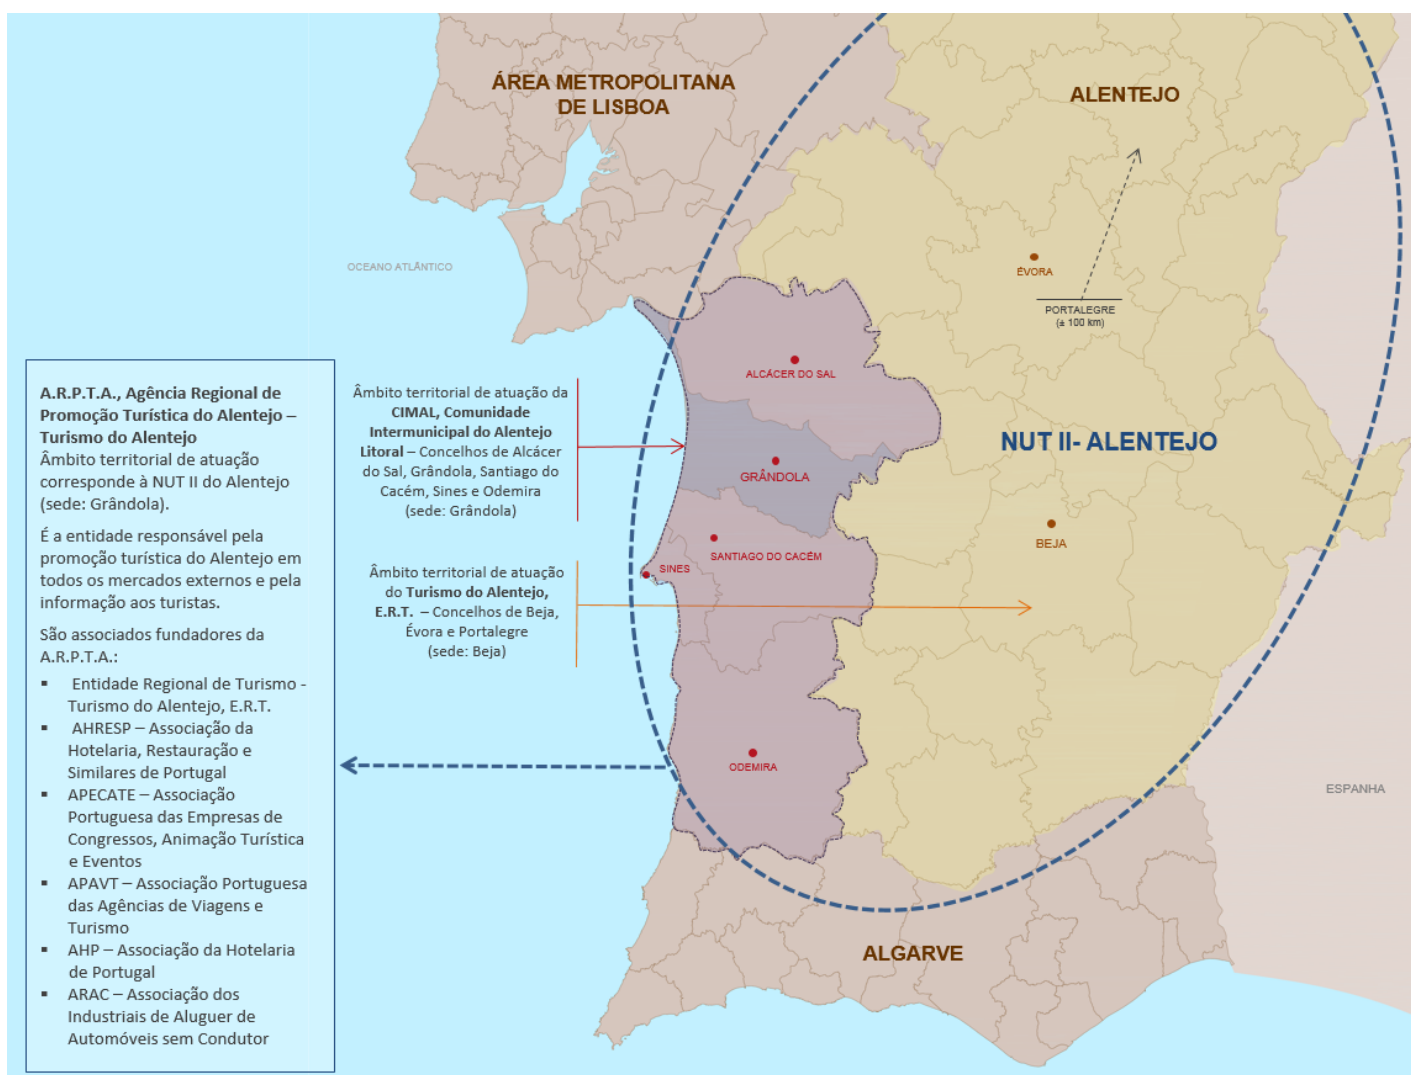 ÁREA METROPOLITANA
DE LISBOA
ALENTEJO
OCEANO ATLÂNTICO
ÉVORA
PORTALEGRE
(± 100 km)
ALCÁCER DO SAL
NUT II- ALENTEJO
GRÂNDOLA
BEJA
SANTIAGO DO CACÉM
SINES
ODEMIRA
ESPANHA
ALGARVE
A.R.P.T.A., Agência Regional de
Promoção Turística do Alentejo –
Turismo do Alentejo
Âmbito territorial de atuação
corresponde à NUT II do Alentejo
(sede: Grândola).
É a entidade responsável pela
promoção turística do Alentejo em
todos os mercados externos e pela
informação aos turistas.
São associados fundadores da
A.R.P.T.A.:
▪ Entidade Regional de Turismo -
Turismo do Alentejo, E.R.T.
▪ AHRESP – Associação da
Hotelaria, Restauração e
Similares de Portugal
▪ APECATE – Associação
Portuguesa das Empresas de
Congressos, Animação Turística
e Eventos
▪ APAVT – Associação Portuguesa
das Agências de Viagens e
Turismo
▪ AHP – Associação da Hotelaria
de Portugal
▪ ARAC – Associação dos
Industriais de Aluguer de
Automóveis sem Condutor
Âmbito territorial de atuação da
CIMAL, Comunidade
Intermunicipal do Alentejo
Litoral – Concelhos de Alcácer
do Sal, Grândola, Santiago do
Cacém, Sines e Odemira
(sede: Grândola)
Âmbito territorial de atuação
do Turismo do Alentejo,
E.R.T. – Concelhos de Beja,
Évora e Portalegre
(sede: Beja)